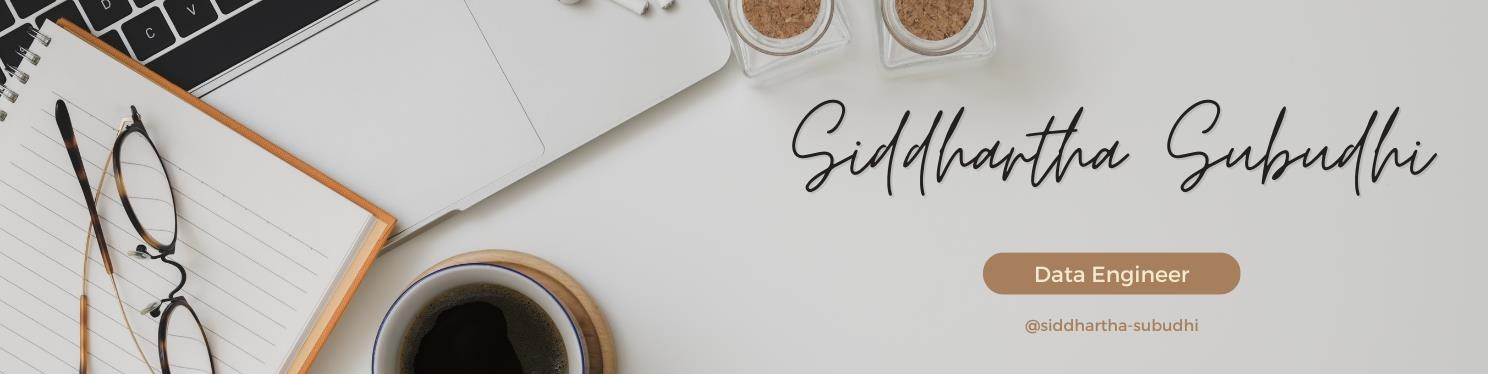 D
C
V
Siddhartha Subudhi
Data Engineer
@siddhartha-subudhi